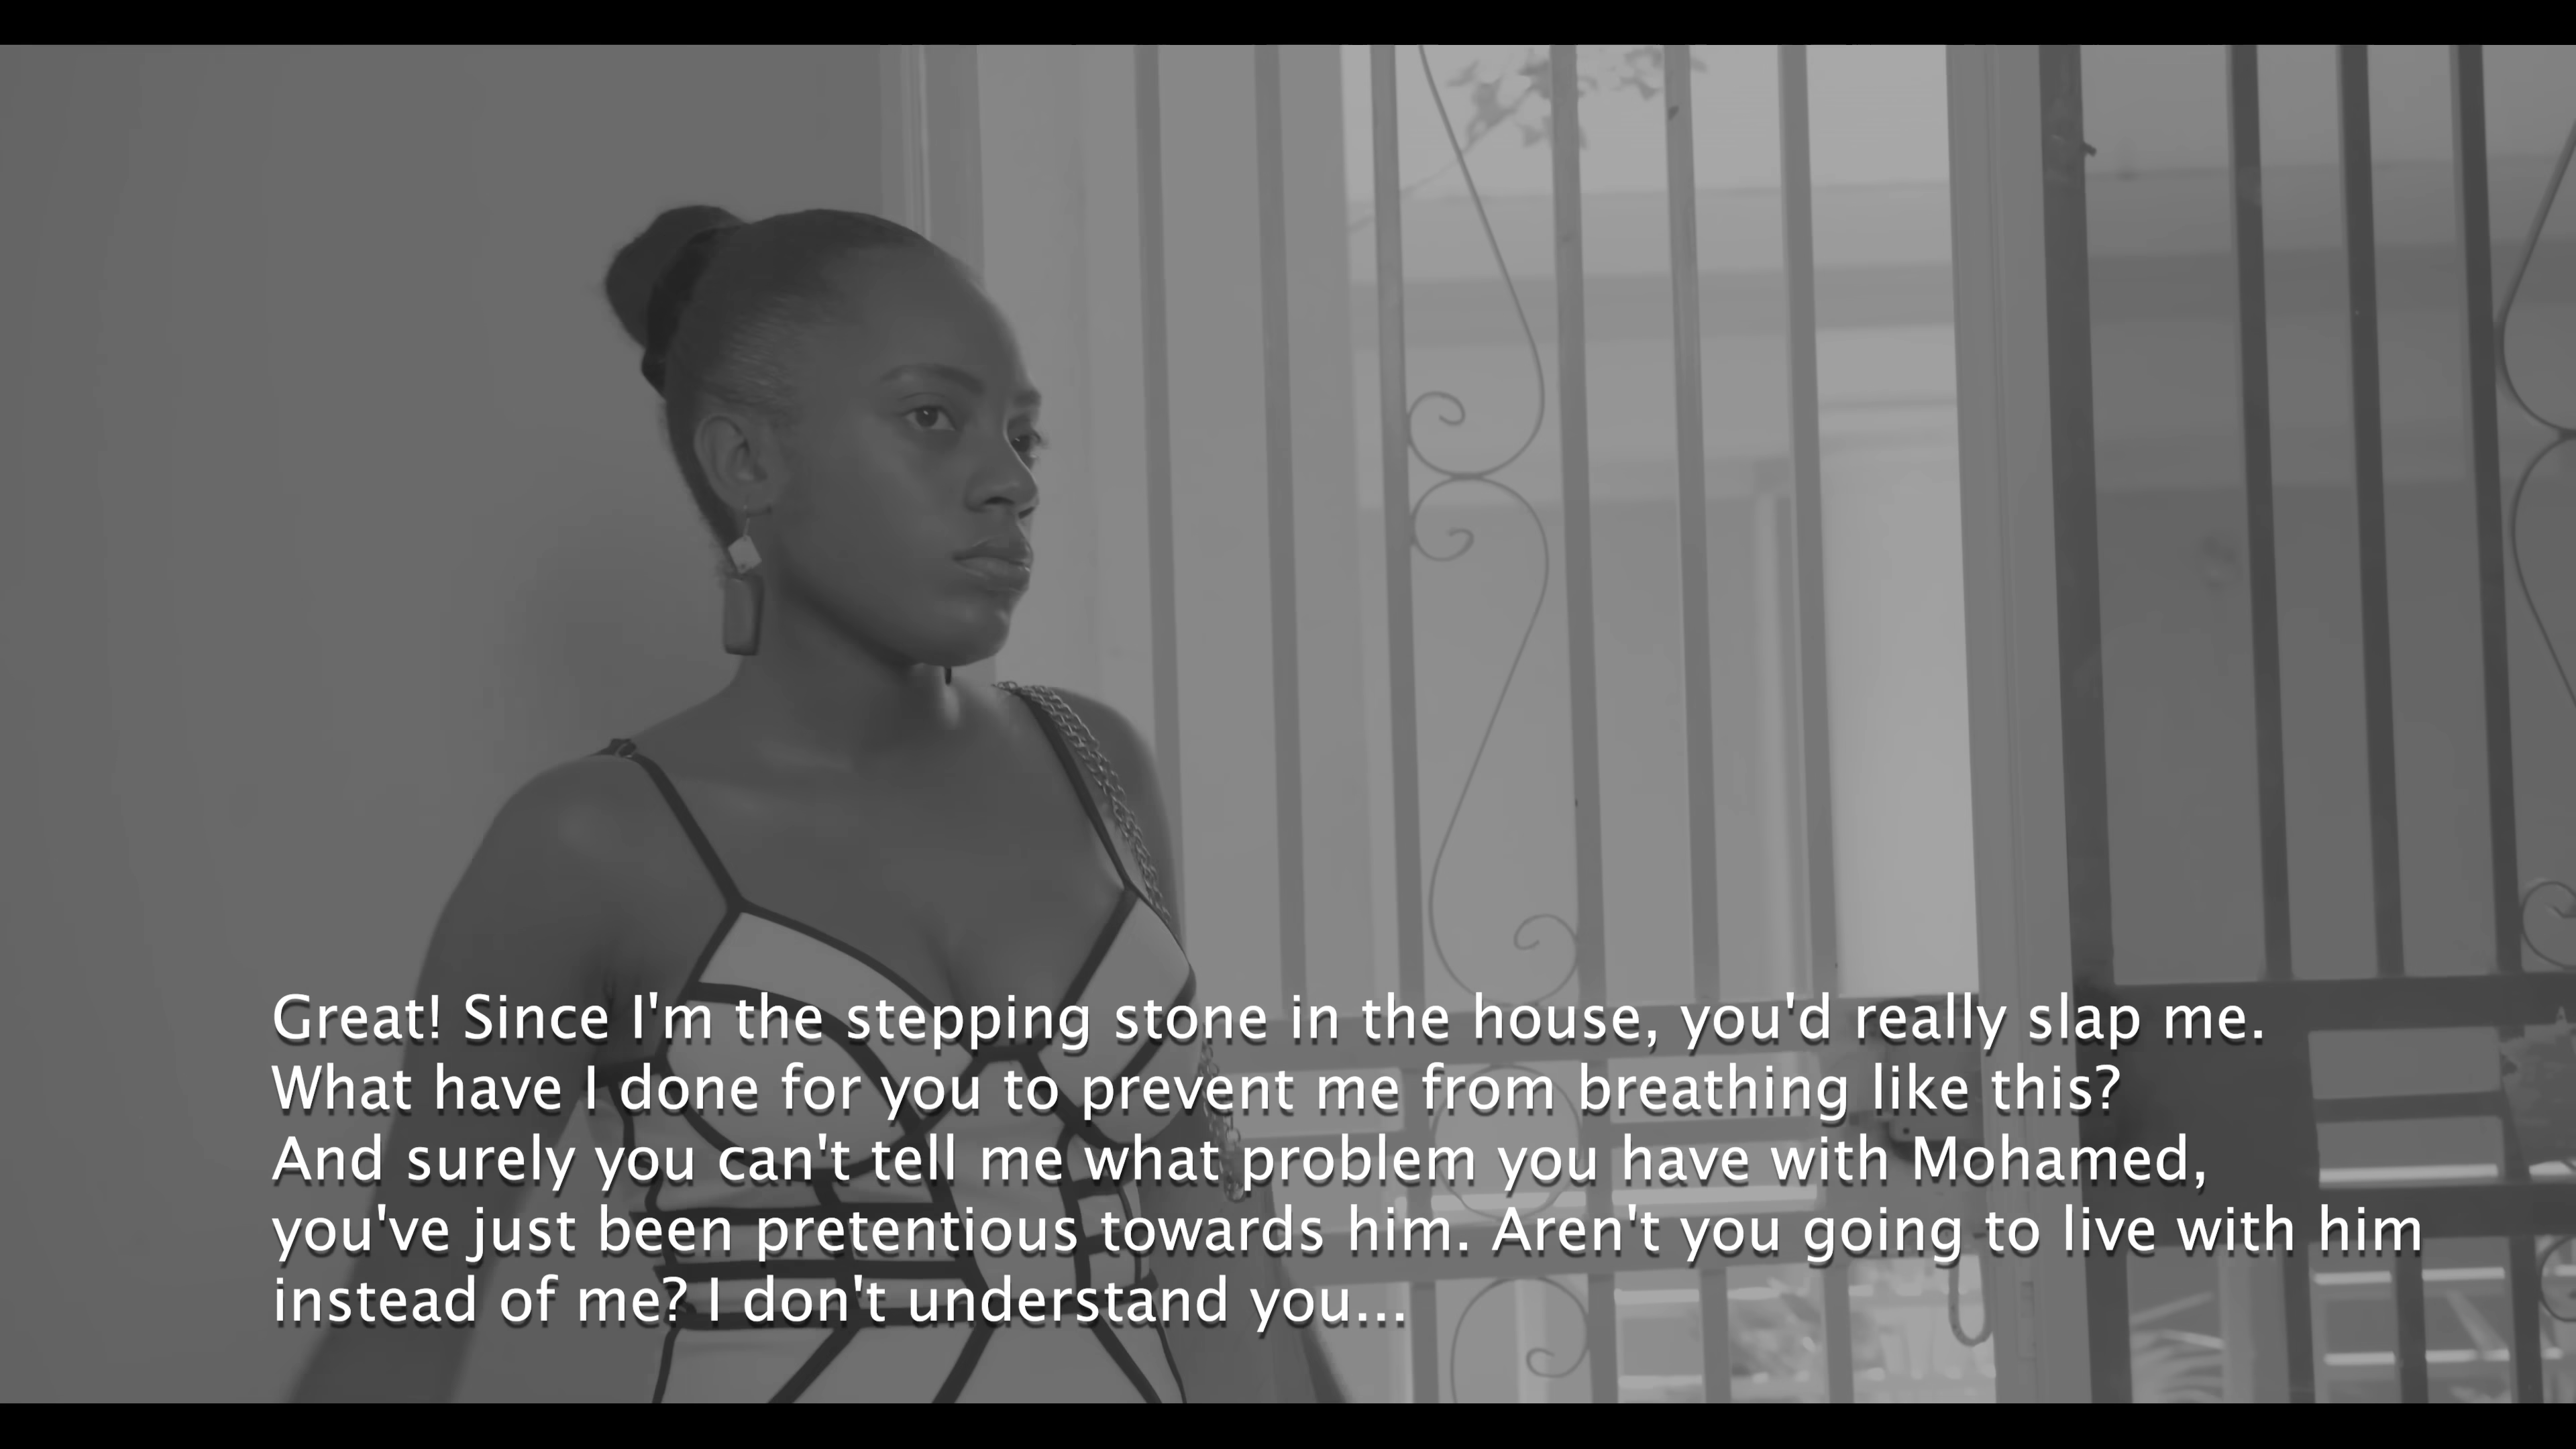 Great! Since I'm the stepping stone in the house, you'd really slap me.
What have I done for you to prevent me from breathing like this?
And surely you can't tell me what problem you have with Mohamed,
you've just been pretentious towards him. Aren't you going to live with him
instead of me? I don't understand you...